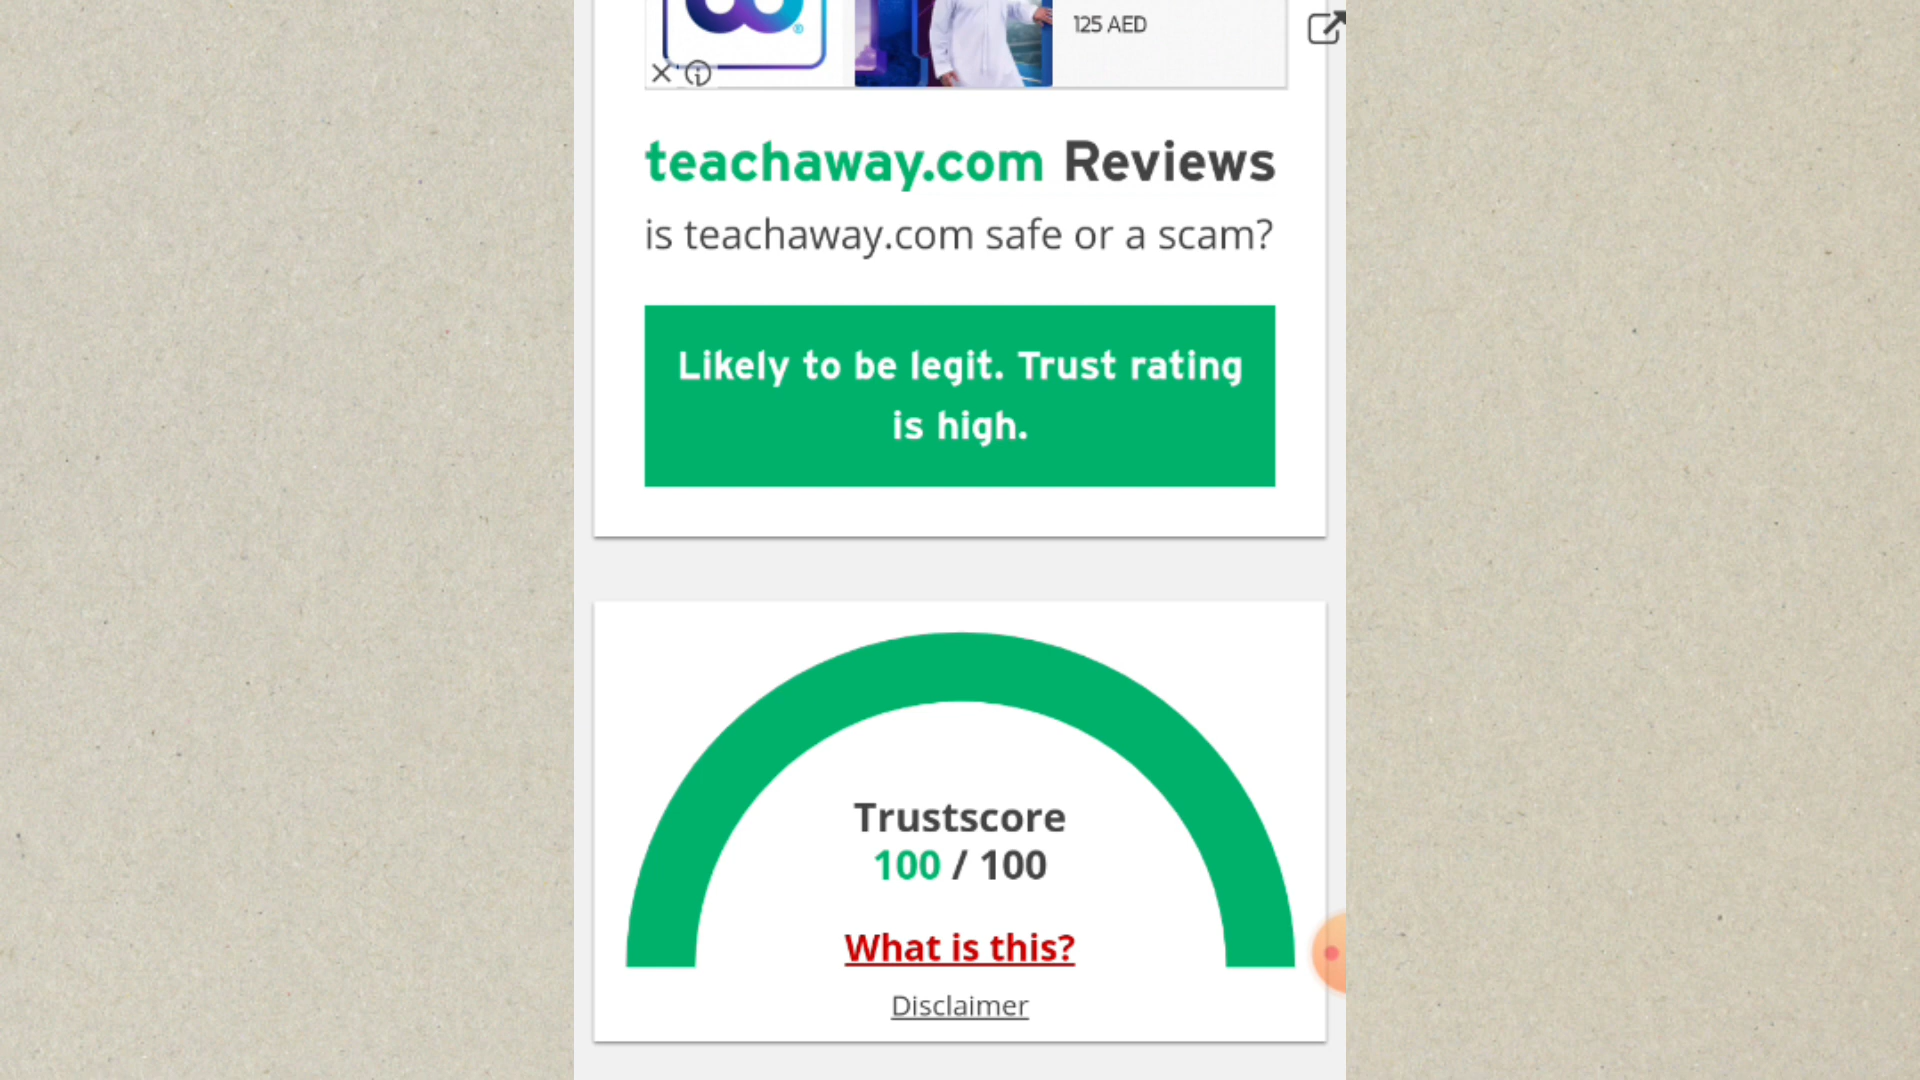 125 AED
teachaway.com Reviews
is teachaway.com safe or a scam?
Likely to be legit. Trust rating
is high.
Trustscore
100 / 100
What is this?
Disclaimer